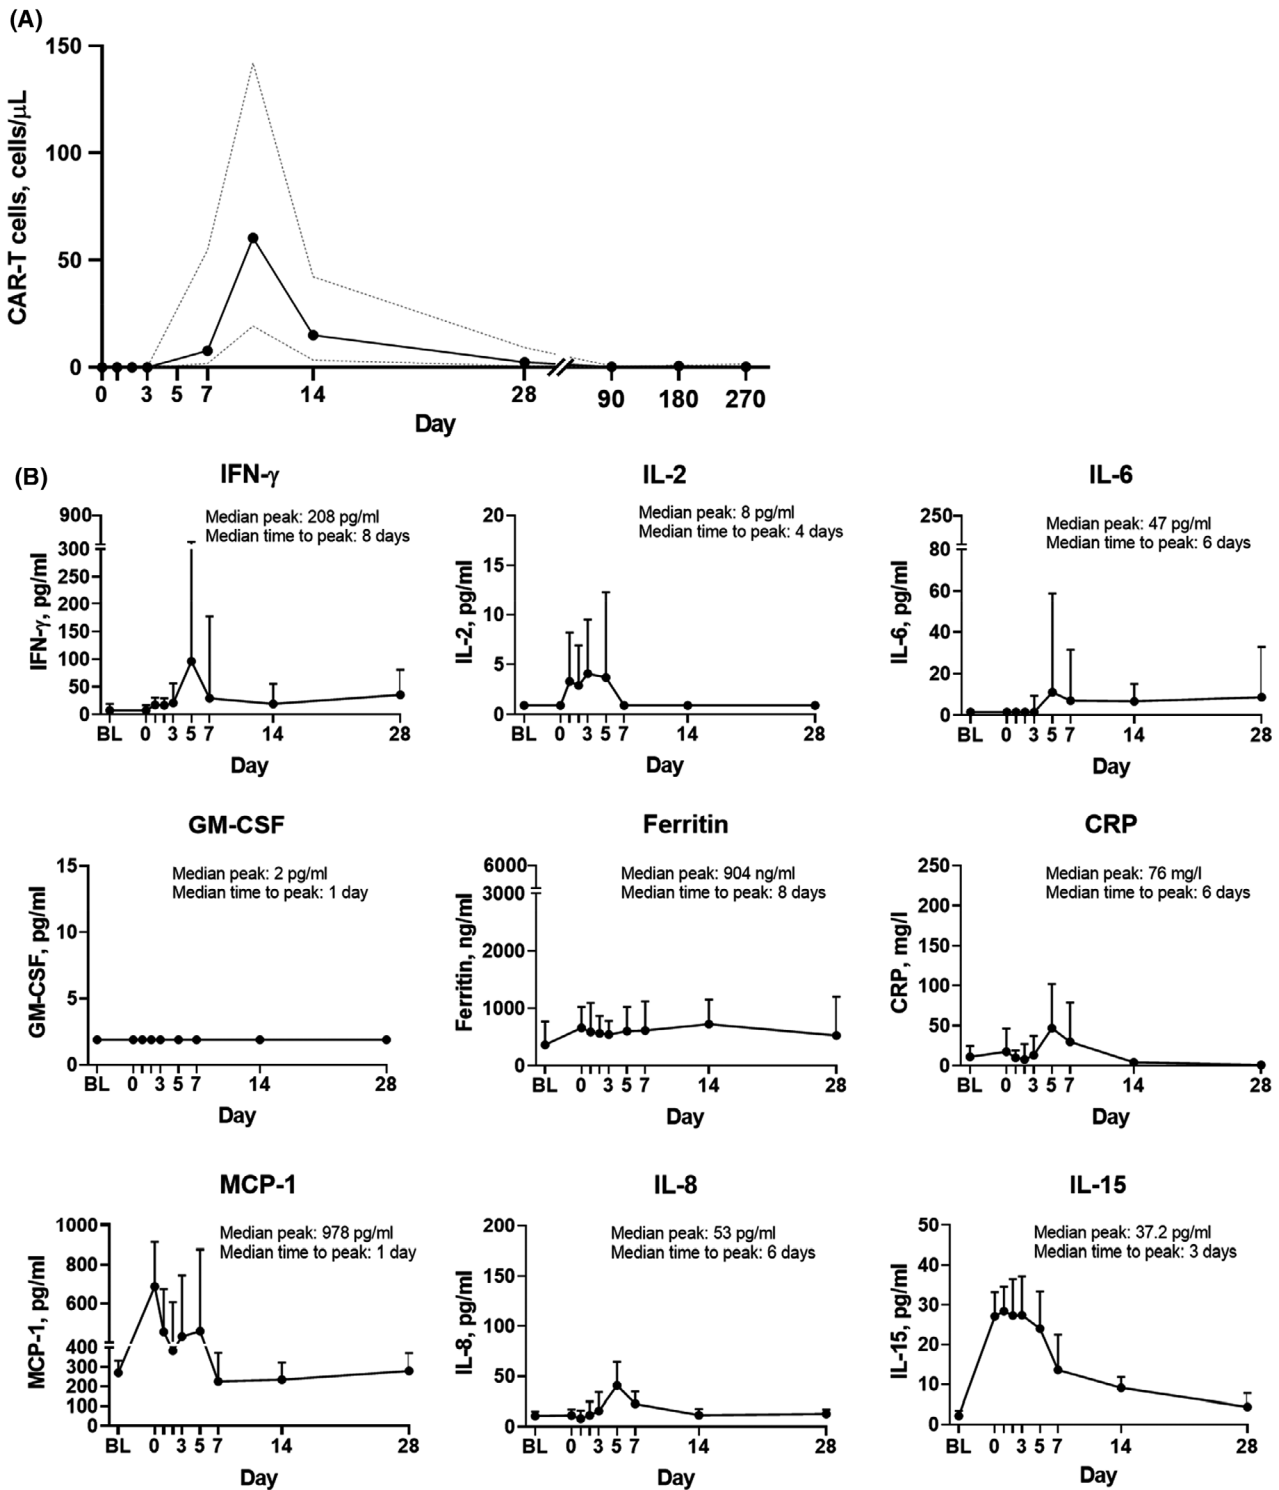 (A)
150
100
50
0
CAR-T cells, cells/μL
0 3 5 7 14 28 90 180 270
Day
(B)
IFN-γ
Median peak: 208 pg/ml
Median time to peak: 8 days
900
300
250
200
150
100
50
0
IFN-γ, pg/ml
BL 0 3 5 7 14 28
Day
IL-2
Median peak: 8 pg/ml
Median time to peak: 4 days
20
15
10
5
0
IL-2, pg/ml
BL 0 3 5 7 14 28
Day
IL-6
Median peak: 47 pg/ml
Median time to peak: 6 days
250
80
60
40
20
0
IL-6, pg/ml
BL 0 3 5 7 14 28
Day
GM-CSF
Median peak: 2 pg/ml
Median time to peak: 1 day
15
10
5
0
GM-CSF, pg/ml
BL 0 3 5 7 14 28
Day
Ferritin
Median peak: 904 ng/ml
Median time to peak: 8 days
6000
3000
2000
1000
0
Ferritin, ng/ml
BL 0 3 5 7 14 28
Day
CRP
Median peak: 76 mg/l
Median time to peak: 6 days
250
200
150
100
50
0
CRP, mg/l
BL 0 3 5 7 14 28
Day
MCP-1
Median peak: 978 pg/ml
Median time to peak: 1 day
1000
800
600
400
300
200
100
0
MCP-1, pg/ml
BL 0 3 5 7 14 28
Day
IL-8
Median peak: 53 pg/ml
Median time to peak: 6 days
200
150
100
50
0
IL-8, pg/ml
BL 0 3 5 7 14 28
Day
IL-15
Median peak: 37.2 pg/ml
Median time to peak: 3 days
50
40
30
20
10
0
IL-15, pg/ml
BL 0 3 5 7 14 28
Day